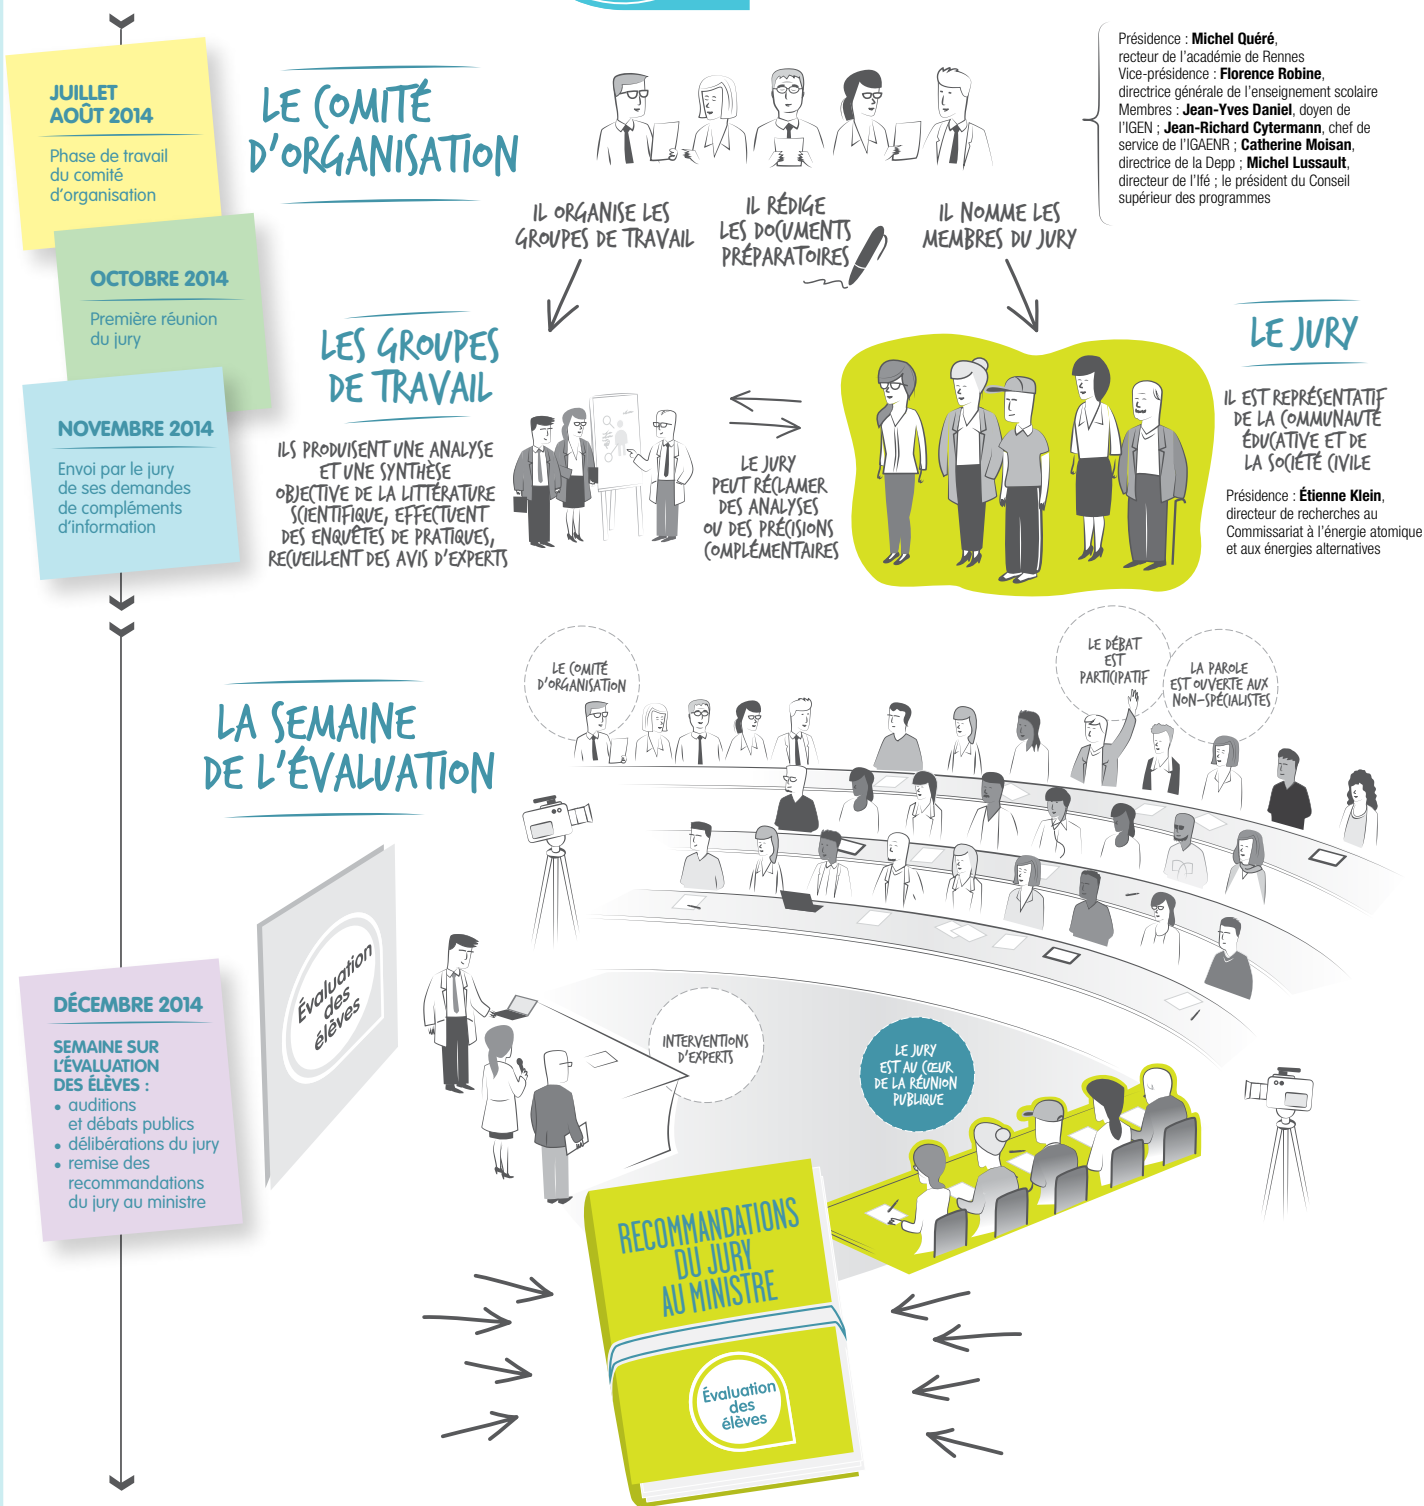 JUILLET
AOÛT 2014
Phase de travail
du comité
d'organisation
OCTOBRE 2014
Première réunion
du jury
NOVEMBRE 2014
Envoi par le jury
de ses demandes
de compléments
d'information
LE COMITÉ
D'ORGANISATION
IL ORGANISE LES
GROUPES DE TRAVAIL
IL RÉDIGE
LES DOCUMENTS
PRÉPARATOIRES
IL NOMME LES
MEMBRES DU JURY
Présidence : Michel Quéré,
recteur de l'académie de Rennes
Vice-présidence : Florence Robine,
directrice générale de l'enseignement scolaire
Membres : Jean-Yves Daniel, doyen de
l'IGEN ; Jean-Richard Cytermann, chef de
service de l'IGAENR ; Catherine Moisan,
directrice de la Depp ; Michel Lussault,
directeur de l'Ifé ; le président du Conseil
supérieur des programmes
LES GROUPES
DE TRAVAIL
ILS PRODUISENT UNE ANALYSE
ET UNE SYNTHÈSE
OBJECTIVE DE LA LITTÉRATURE
SCIENTIFIQUE, EFFECTUENT
DES ENQUÊTES DE PRATIQUES,
RECUEILLENT DES AVIS D'EXPERTS
LE JURY
PEUT RÉCLAMER
DES ANALYSES
OU DES PRÉCISIONS
COMPLÉMENTAIRES
LE JURY
IL EST REPRÉSENTATIF
DE LA COMMUNAUTÉ
ÉDUCATIVE ET DE
LA SOCIÉTÉ CIVILE
Présidence : Étienne Klein,
directeur de recherches au
Commissariat à l'énergie atomique
et aux énergies alternatives
LA SEMAINE
DE L'ÉVALUATION
LE COMITÉ
D'ORGANISATION
LE DÉBAT
EST
PARTICIPATIF
LA PAROLE
EST OUVERTE AUX
NON-SPÉCIALISTES
Évaluation
des
élèves
INTERVENTIONS
D'EXPERTS
LE JURY
EST AU CŒUR
DE LA RÉUNION
PUBLIQUE
DÉCEMBRE 2014
SEMAINE SUR
L'ÉVALUATION
DES ÉLÈVES :
• auditions
et débats publics
• délibérations du jury
• remise des
recommandations
du jury au ministre
RECOMMANDATIONS
DU JURY
AU MINISTRE
Évaluation
des
élèves